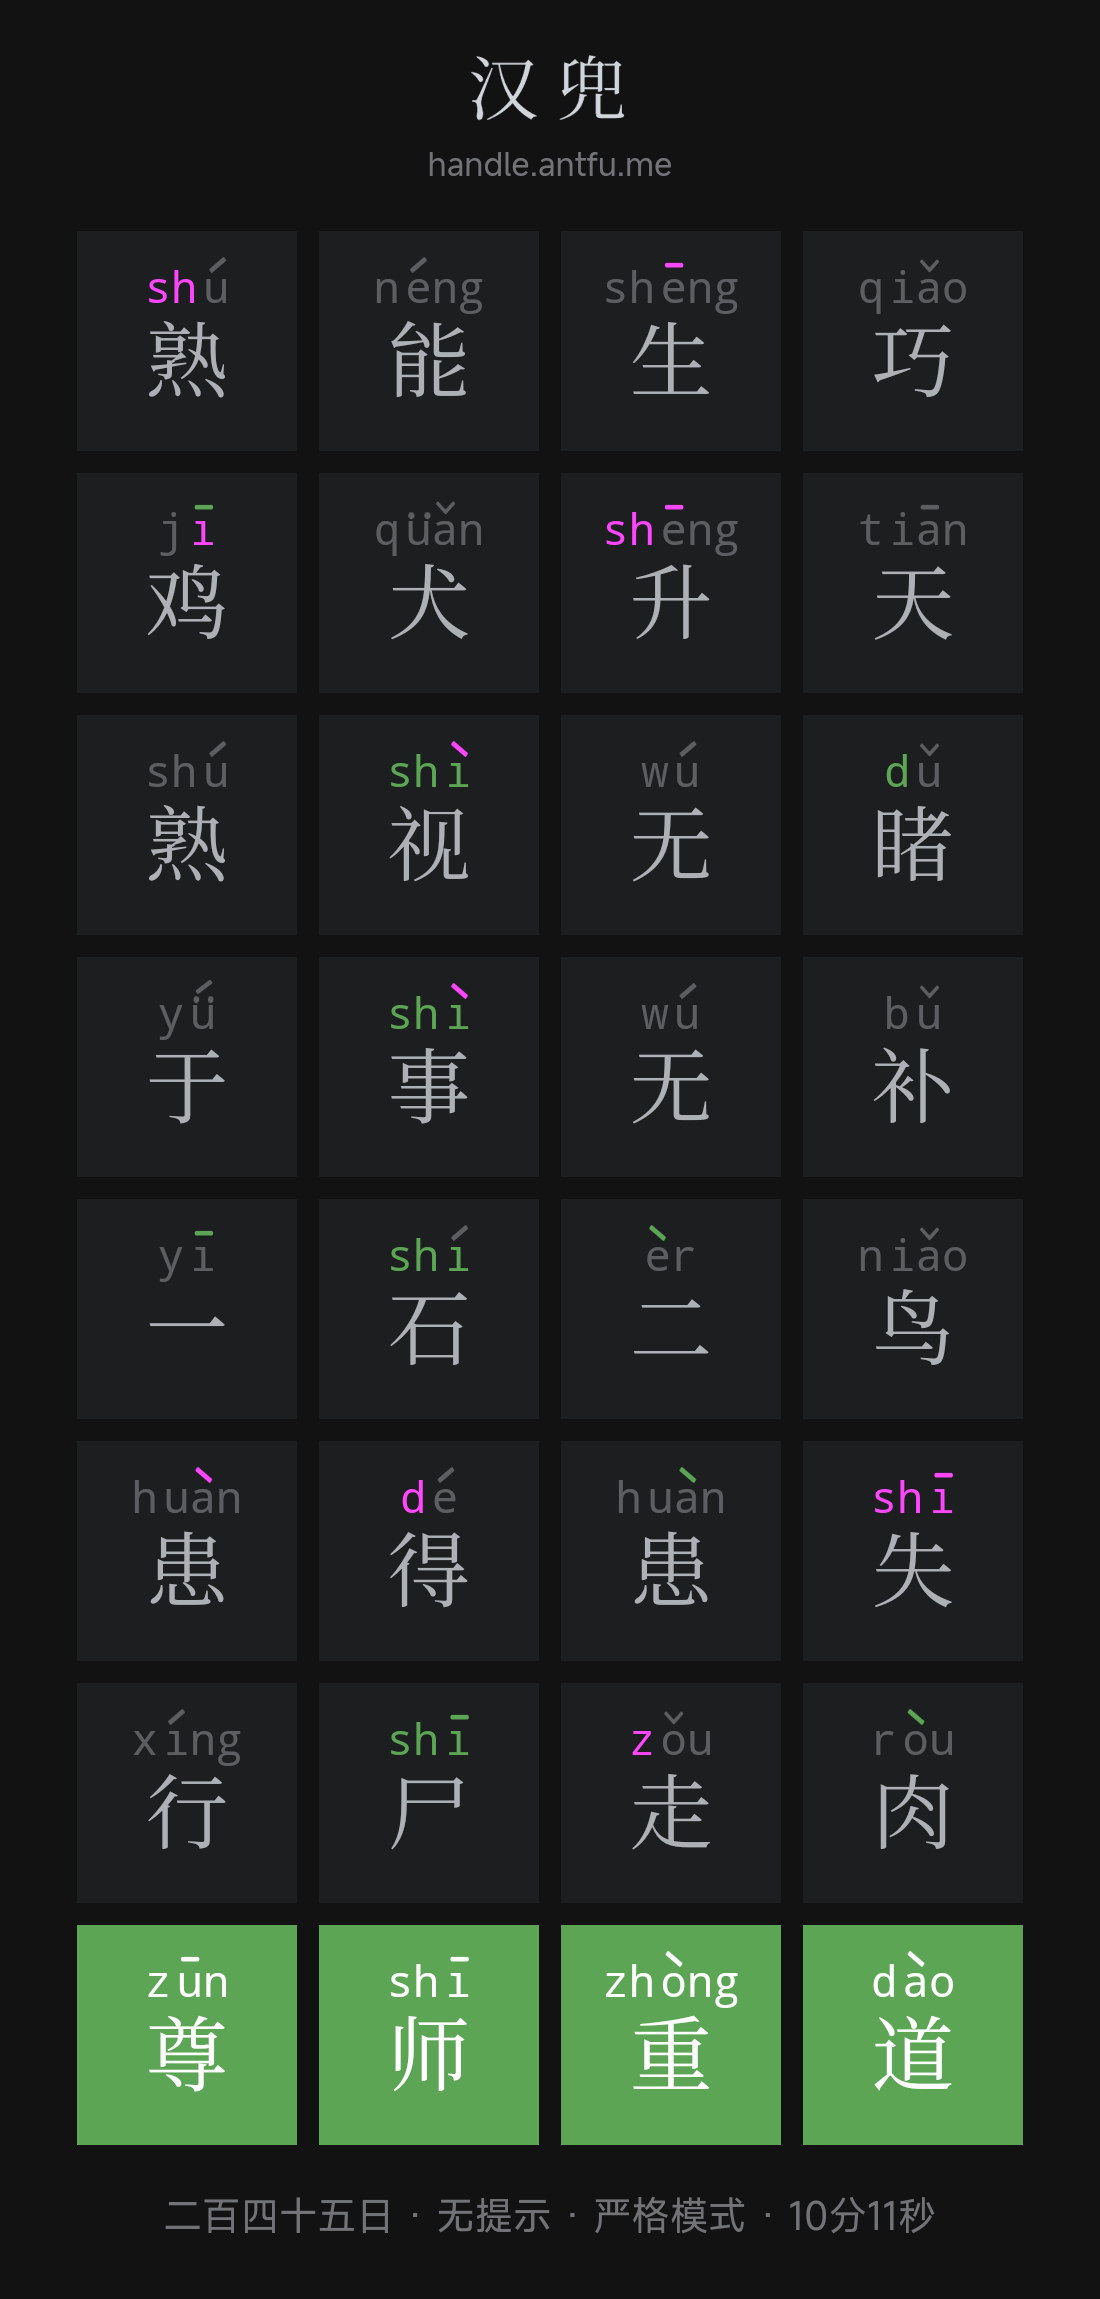 汉兜
handle.antfu.me
shú néng shēng qiǎo
熟 能 生 巧
jī qüǎn shēng tiān
鸡 犬 升 天
shú shì wú dǔ
熟 视 无 睹
yǘ shì wú bǔ
于 事 无 补
yī shí èr niǎo
一 石 二 鸟
huàn dé huàn shī
患 得 患 失
xíng shī zǒu ròu
行 尸 走 肉
zūn shī zhòng dào
尊 师 重 道
二百四十五日 · 无提示 · 严格模式 · 10分11秒